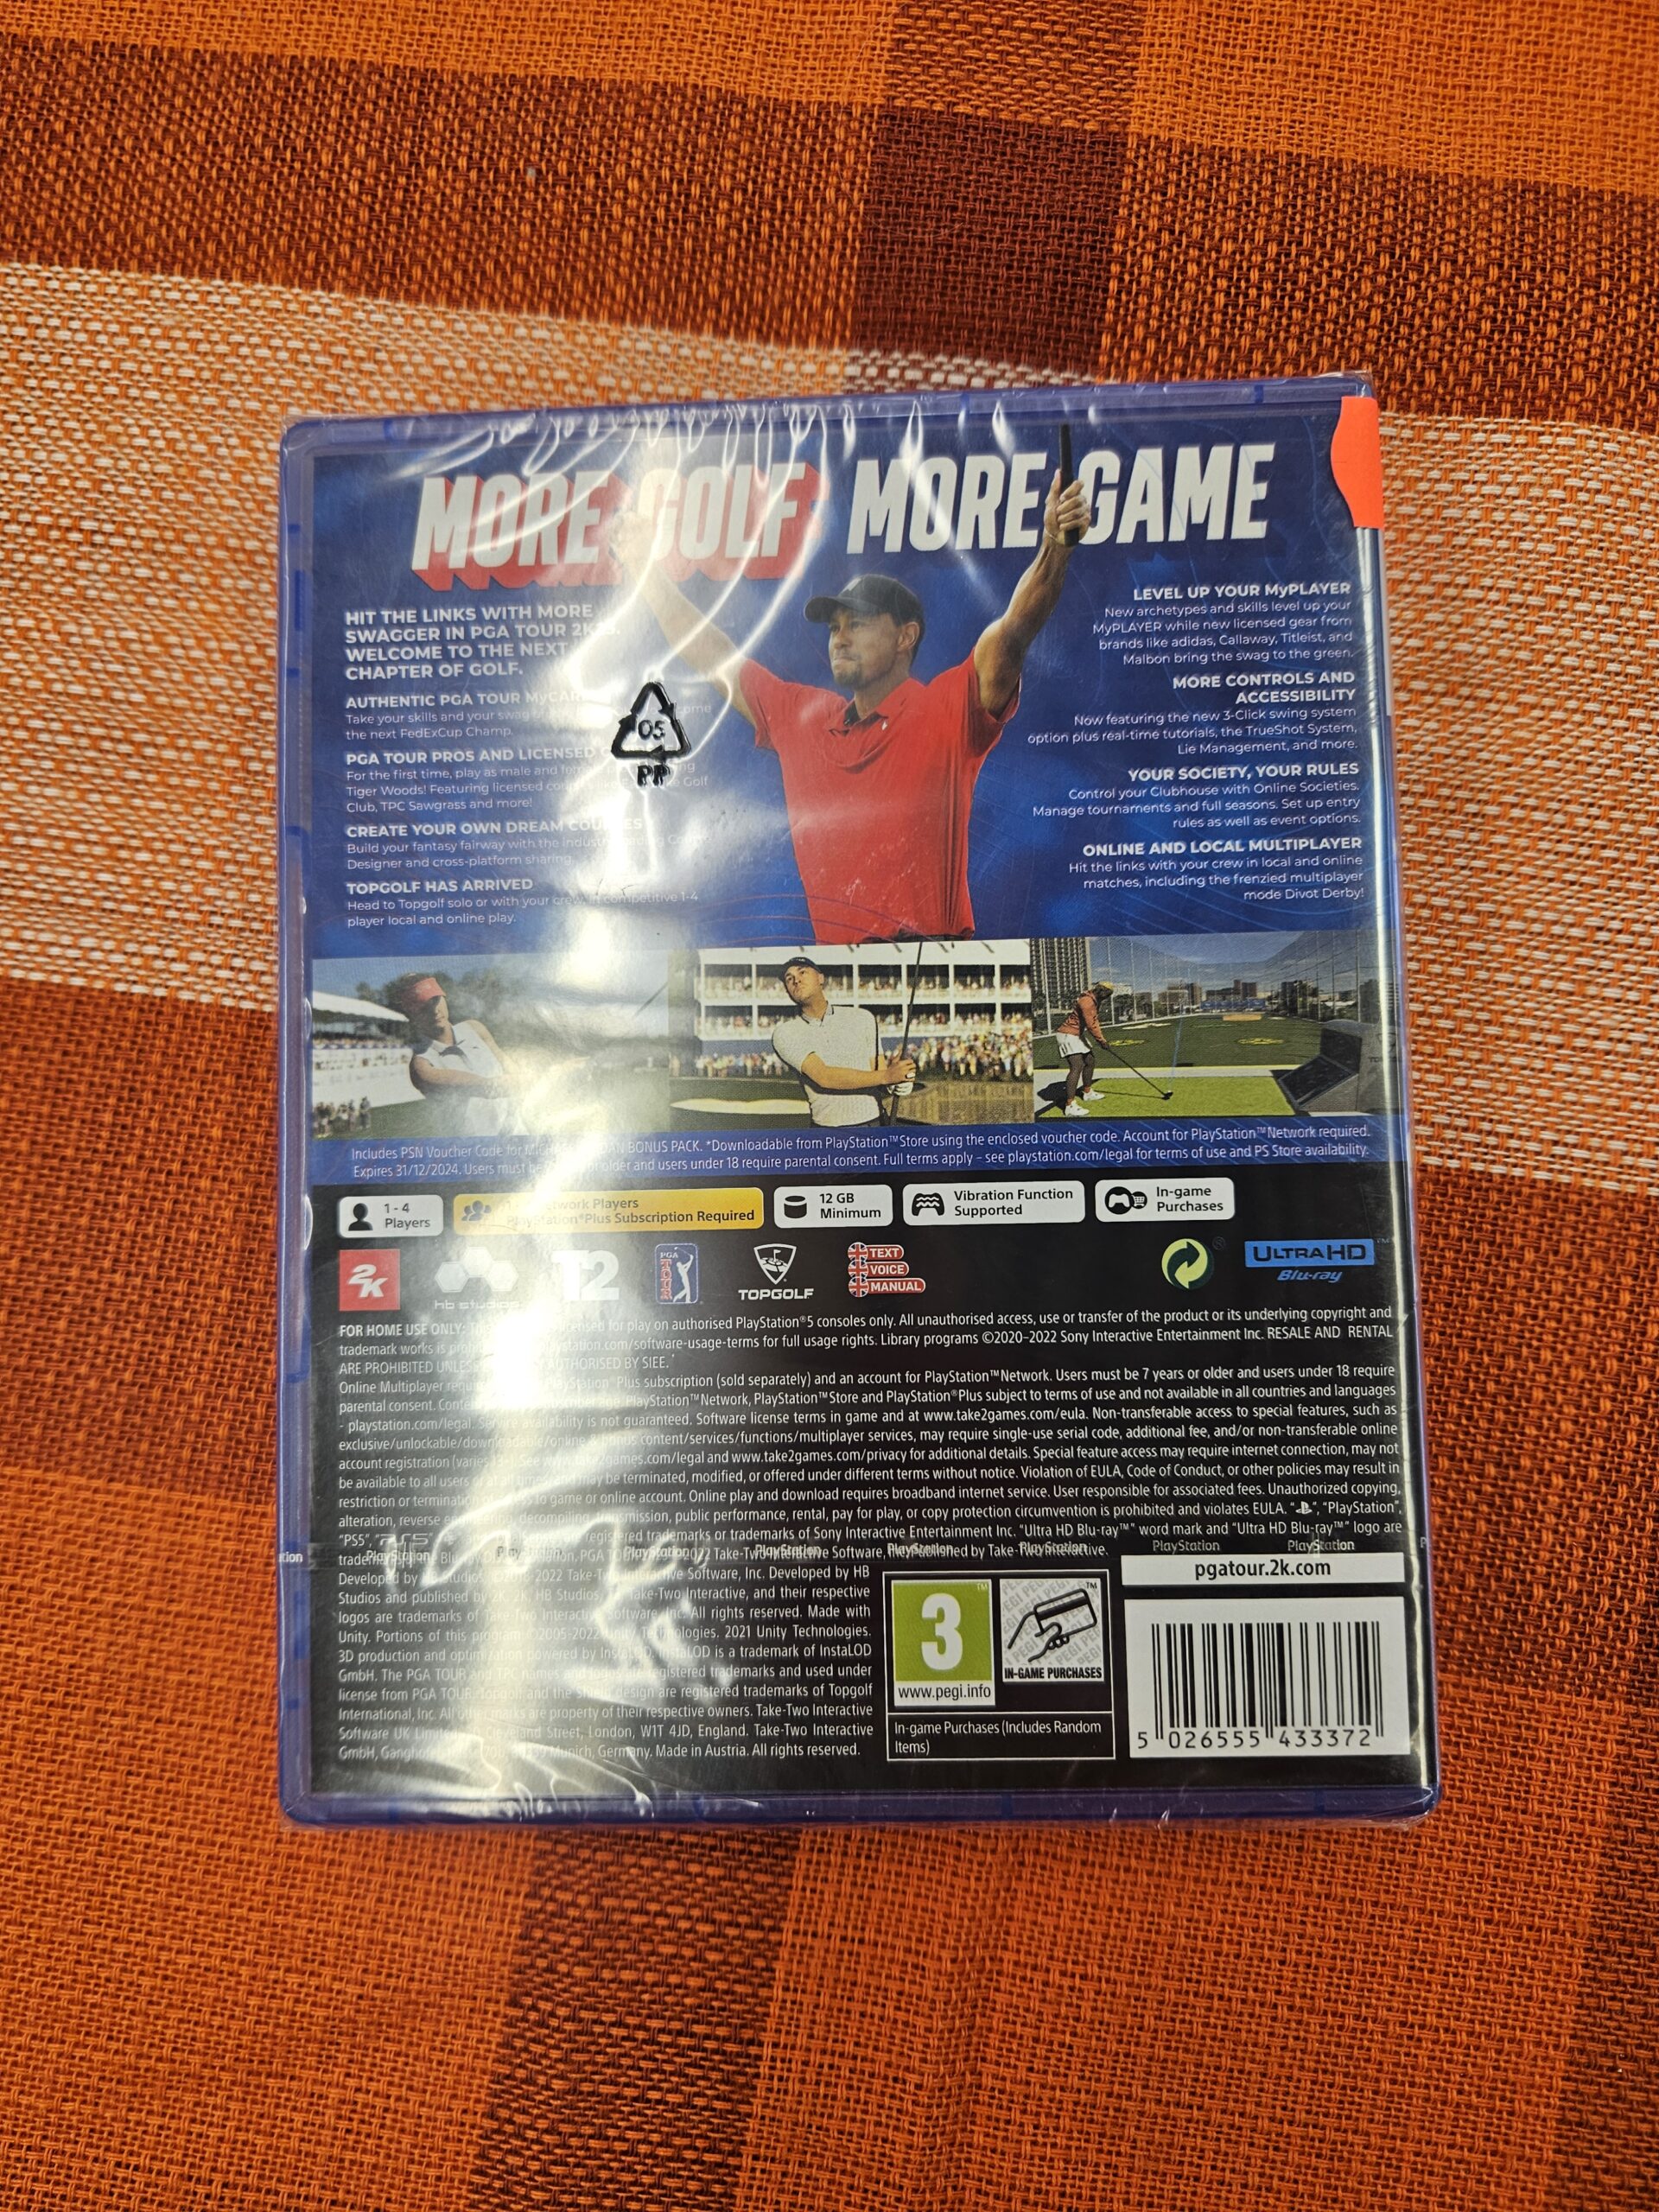 MORE GOLF MORE GAME
HIT THE LINKS WITH MORE
SWAGGER IN PGA TOUR
WELCOME TO THE NEXT
CHAPTER OF GOLF.
AUTHENTIC PGA TOUR
Take your skills and your swag
the next FedExCup Champ.
PGA TOUR PROS AND LICENSED
For the first time, play as male and
Tiger Woods! Featuring licensed Golf
Club, TPC Sawgrass and more!
CREATE YOUR OWN DREAM
Build your fantasy fairway with the
Designer and cross-platform sharing.
TOPGOLF HAS ARRIVED
Head to Topgolf solo or with your crew in competitive 1-4
player local and online play.
05
PP
LEVEL UP YOUR MyPLAYER
New archetypes and skills level up your
MyPLAYER while new licensed gear from
brands like adidas, Callaway, Titleist, and
Malbon bring the swag to the green.
MORE CONTROLS AND
ACCESSIBILITY
Now featuring the new 3-Click swing system
option plus real-time tutorials, the TrueShot System,
Lie Management, and more.
YOUR SOCIETY, YOUR RULES
Control your Clubhouse with Online Societies.
Manage tournaments and full seasons. Set up entry
rules as well as event options.
ONLINE AND LOCAL MULTIPLAYER
Hit the links with your crew in local and online
matches, including the frenzied multiplayer
mode Divot Derby!
Includes PSN Voucher Code for BONUS PACK. *Downloadable from PlayStation™Store using the enclosed voucher code. Account for PlayStation™Network required.
Expires 31/12/2024. Users must and users under 18 require parental consent. Full terms apply – see playstation.com/legal for terms of use and PS Store availability.
1 - 4
Players
Players
Subscription Required
12 GB
Minimum
Vibration Function
Supported
In-game
Purchases
2K
hb studios
T2
PGA
TOUR
TOPGOLF
TEXT
VOICE
MANUAL
ULTRA HD
Blu-ray
FOR HOME USE ONLY: for play on authorised PlayStation®5 consoles only. All unauthorised access, use or transfer of the product or its underlying copyright and
trademark works is /software-usage-terms for full usage rights. Library programs ©2020-2022 Sony Interactive Entertainment Inc. RESALE AND RENTAL
ARE PROHIBITED AUTHORISED BY SIEE.
Online Multiplayer Plus subscription (sold separately) and an account for PlayStation™Network. Users must be 7 years or older and users under 18 require
parental consent. PlayStation™Network, PlayStation™Store and PlayStation®Plus subject to terms of use and not available in all countries and languages
- playstation.com/legal. is not guaranteed. Software license terms in game and at www.take2games.com/eula. Non-transferable access to special features, such as
exclusive/unlockable/downloadable/online content/services/functions/multiplayer services, may require single-use serial code, additional fee, and/or non-transferable online
account registration See www.take2games.com/legal and www.take2games.com/privacy for additional details. Special feature access may require internet connection, may not
be available to all users may be terminated, modified, or offered under different terms without notice. Violation of EULA, Code of Conduct, or other policies may result in
restriction or termination to game or online account. Online play and download requires broadband internet service. User responsible for associated fees. Unauthorized copying,
alteration, reverse transmission, public performance, rental, pay for play, or copy protection circumvention is prohibited and violates EULA. "PlayStation",
"PS5", registered trademarks or trademarks of Sony Interactive Entertainment Inc. "Ultra HD Blu-ray™" word mark and "Ultra HD Blu-ray™" logo are
2022 Take-Two Interactive Software, by Take-Two Interactive.
PlayStation PlayStation PlayStation PlayStation PlayStation PlayStation PlayStation PlayStation
Developed by 2022 Take- Software, Inc. Developed by HB
Studios and published by 2K. 2K, HB Studios, Take-Two Interactive, and their respective
logos are trademarks of Take-Two Interactive Software, Inc. All rights reserved. Made with
Unity. Portions of this program ©2005-2022 Unity Technologies. 2021 Unity Technologies.
3D production and optimization powered by InstaLOD. InstaLOD is a trademark of InstaLOD
GmbH. The PGA TOUR and TPC names and logos are registered trademarks and used under
license from PGA TOUR. Topgolf and the Shield design are registered trademarks of Topgolf
International, Inc. All other marks are property of their respective owners. Take-Two Interactive
Software UK Limited, Cleveland Street, London, W1T 4JD, England. Take-Two Interactive
GmbH, Munich, Germany. Made in Austria. All rights reserved.
3
www.pegi.info
IN-GAME PURCHASES
In-game Purchases (Includes Random
Items)
pgatour.2k.com
5 026555 433372